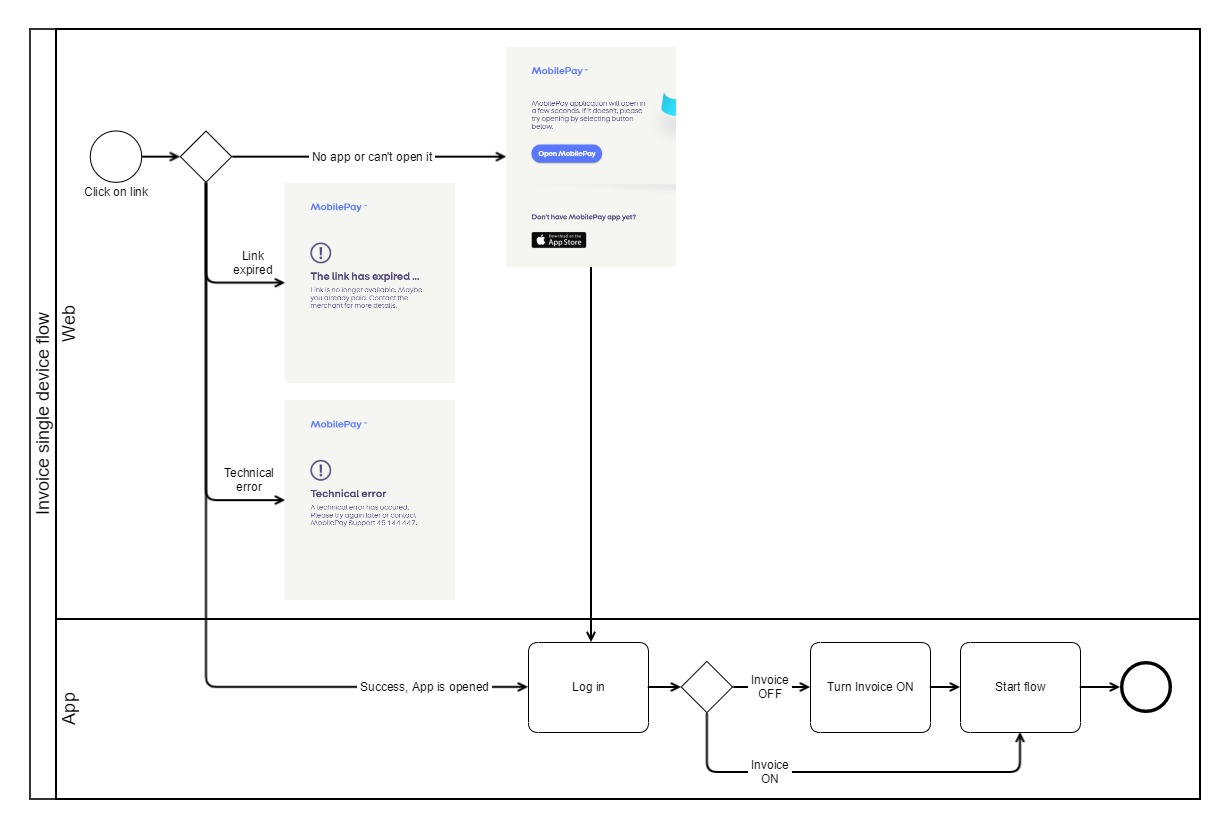 Invoice single device flow
Web
Click on link
No app or can't open it
MobilePay
MobilePay application will open in
a few seconds. If it doesn't, please
try opening by selecting button
below.
Open MobilePay
Don't have MobilePay app yet?
Download on the
App Store
Link
expired
MobilePay
The link has expired ...
Link is no longer available. Maybe
you already paid. Contact the
merchant for more details.
Technical
error
MobilePay
Technical error
A technical error has occured.
Please try again later or contact
MobilePay Support 45 144 447.
App
Success, App is opened
Log in
Invoice
OFF
Turn Invoice ON
Start flow
Invoice
ON